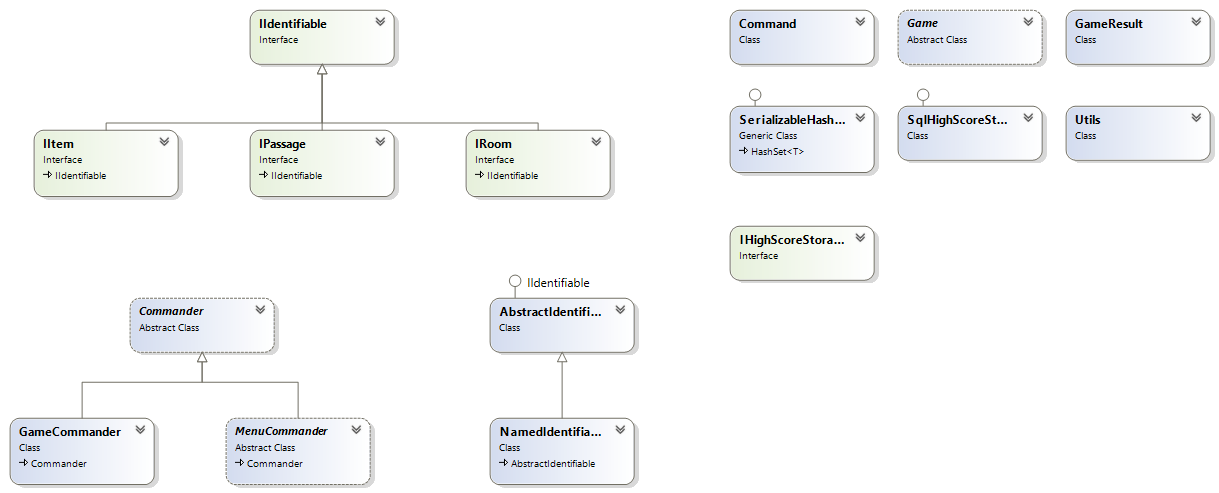 IIdentifiable
Interface
IItem
Interface
IIdentifiable
IPassage
Interface
IIdentifiable
IRoom
Interface
IIdentifiable
Commander
Abstract Class
GameCommander
Class
Commander
MenuCommander
Abstract Class
Commander
IIdentifiable
AbstractIdentifi...
Class
NamedIdentifia...
Class
AbstractIdentifiable
Command
Class
Game
Abstract Class
GameResult
Class
SerializableHash...
Generic Class
HashSet<T>
SqlHighScoreSt...
Class
Utils
Class
IHighScoreStora...
Interface